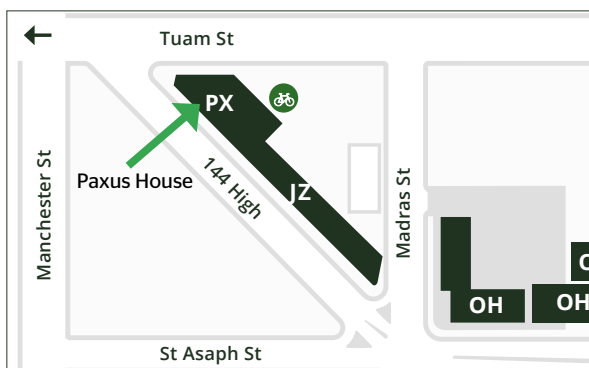 Tuam St
PX
Paxus House
144 High
JZ
Manchester St
Madras St
OH
OH
St Asaph St